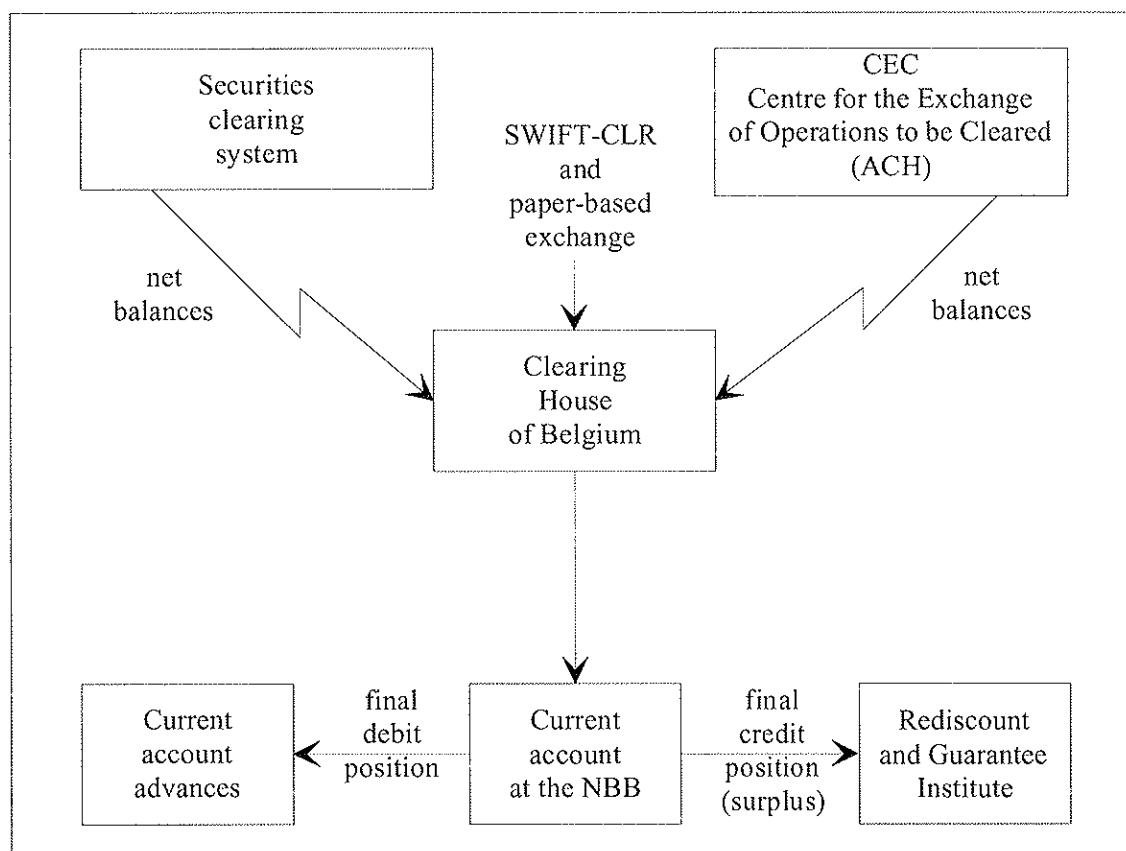 Securities
clearing
system
SWIFT-CLR
and
paper-based
exchange
CEC
Centre for the Exchange
of Operations to be Cleared
(ACH)
net
balances
net
balances
Clearing
House
of Belgium
Current
account
advances
final
debit
position
Current
account
at the NBB
final
credit
position
(surplus)
Rediscount
and Guarantee
Institute